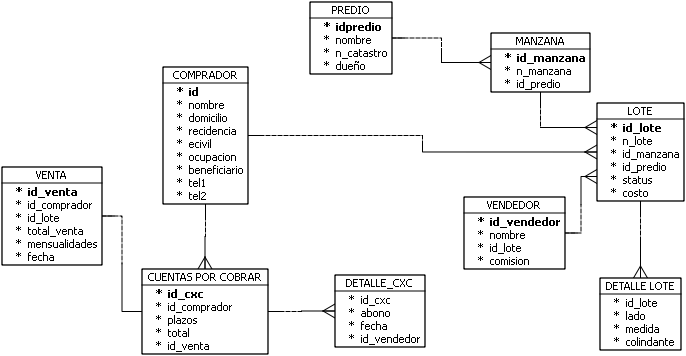 PREDIO
* idpredio
* nombre
* n_catastro
* dueño
MANZANA
* id_manzana
* n_manzana
* id_predio
COMPRADOR
* id
* nombre
* domicilio
* recidencia
* ecivil
* ocupacion
* beneficiario
* tel1
* tel2
LOTE
* id_lote
* n_lote
* id_manzana
* id_predio
* status
* costo
VENTA
* id_venta
* id_comprador
* id_lote
* total_venta
* mensualidades
* fecha
VENDEDOR
* id_vendedor
* nombre
* id_lote
* comision
CUENTAS POR COBRAR
* id_cxc
* id_comprador
* plazos
* total
* id_venta
DETALLE_CXC
* id_cxc
* abono
* fecha
* id_vendedor
DETALLE LOTE
* id_lote
* lado
* medida
* colindante